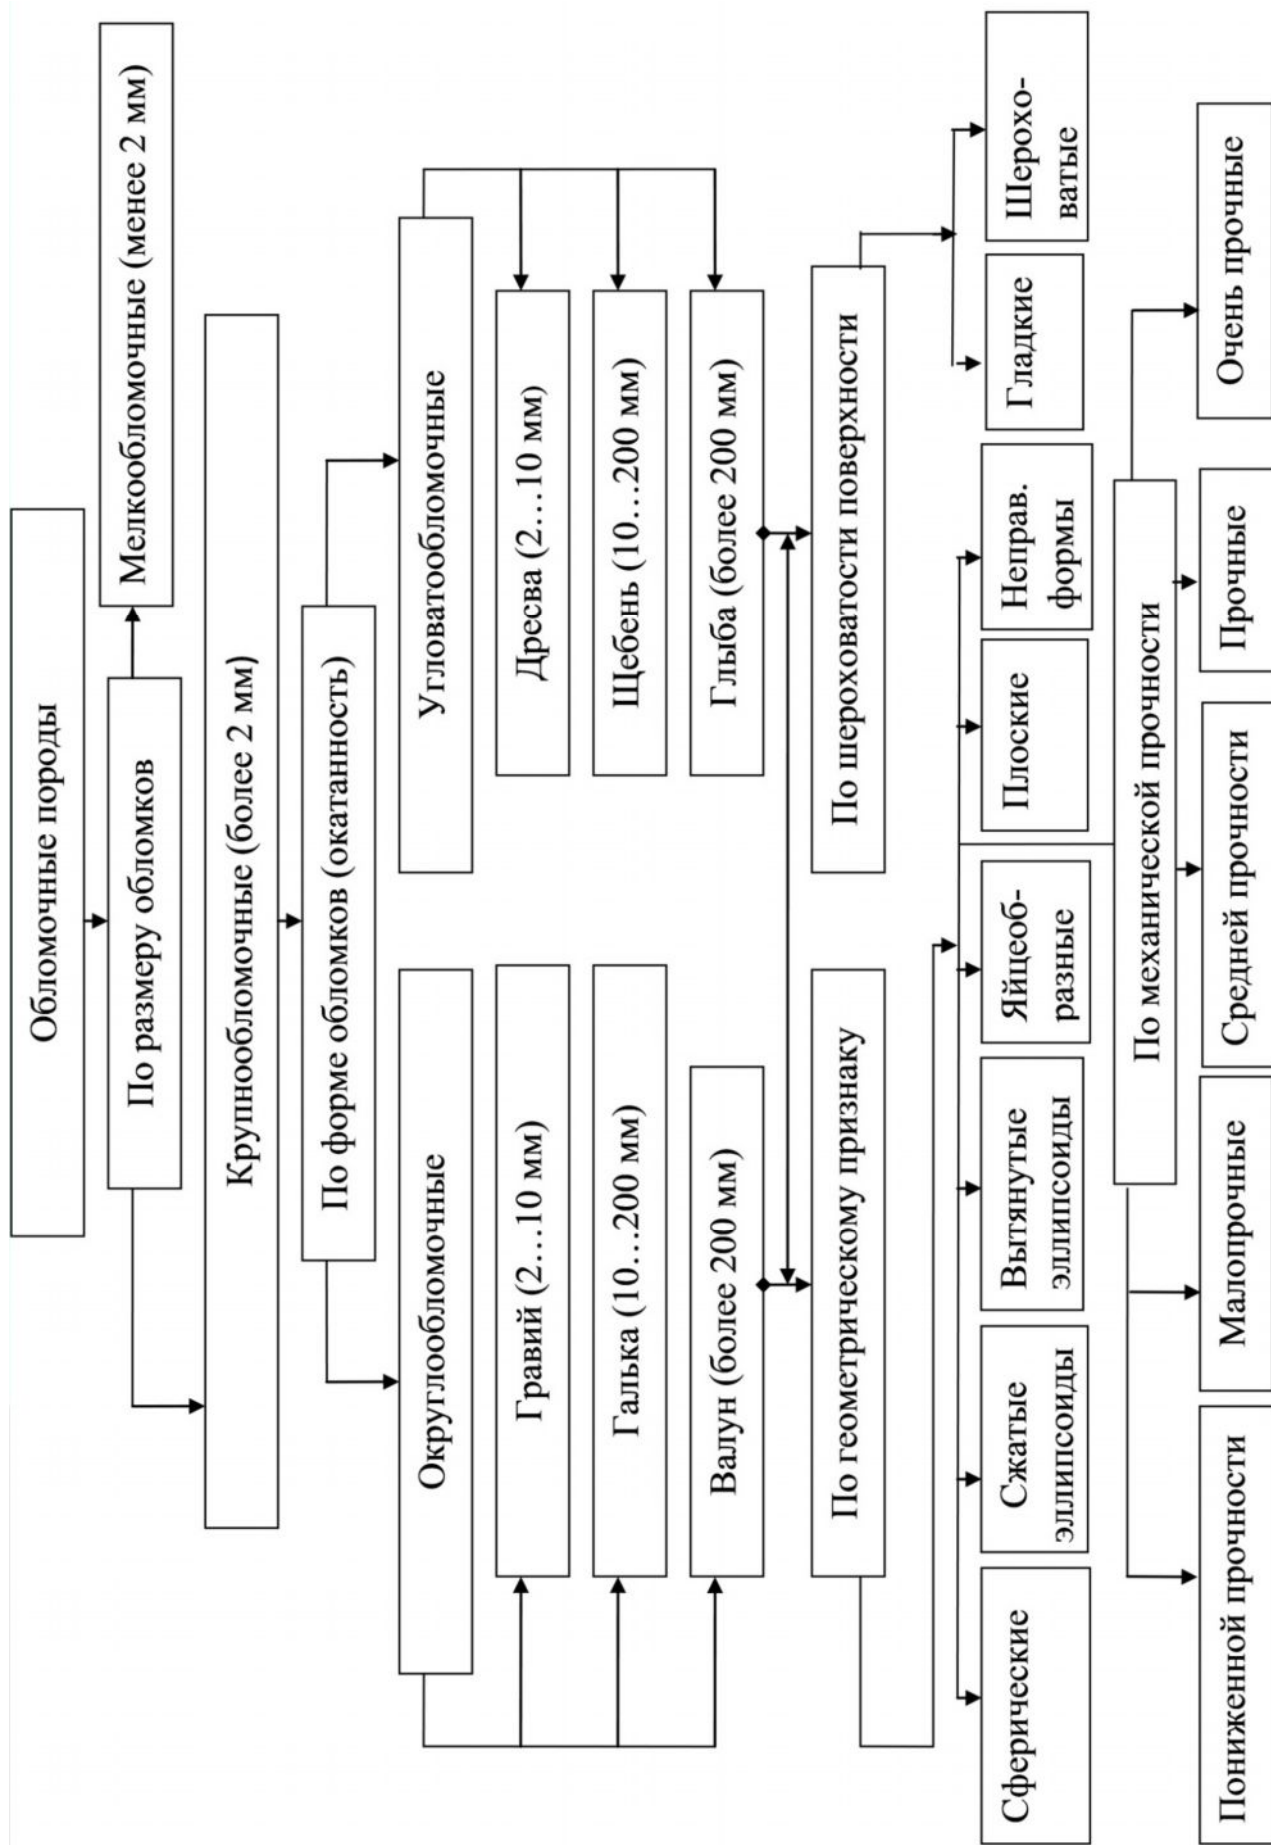 Обломочные породы
По размеру обломков
Мелкообломочные (менее 2 мм)
Крупнообломочные (более 2 мм)
По форме обломков (окатанность)
Округлообломочные
Угловатообломочные
Гравий (2…10 мм)
Дресва (2…10 мм)
Галька (10…200 мм)
Щебень (10…200 мм)
Валун (более 200 мм)
Глыба (более 200 мм)
По геометрическому признаку
По шероховатости поверхности
Сферические
Сжатые
эллипсоиды
Вытянутые
эллипсоиды
Яйцеоб-
разные
Плоские
Неправ.
формы
Гладкие
Шерохо-
ватые
По механической прочности
Пониженной прочности
Малопрочные
Средней прочности
Прочные
Очень прочные